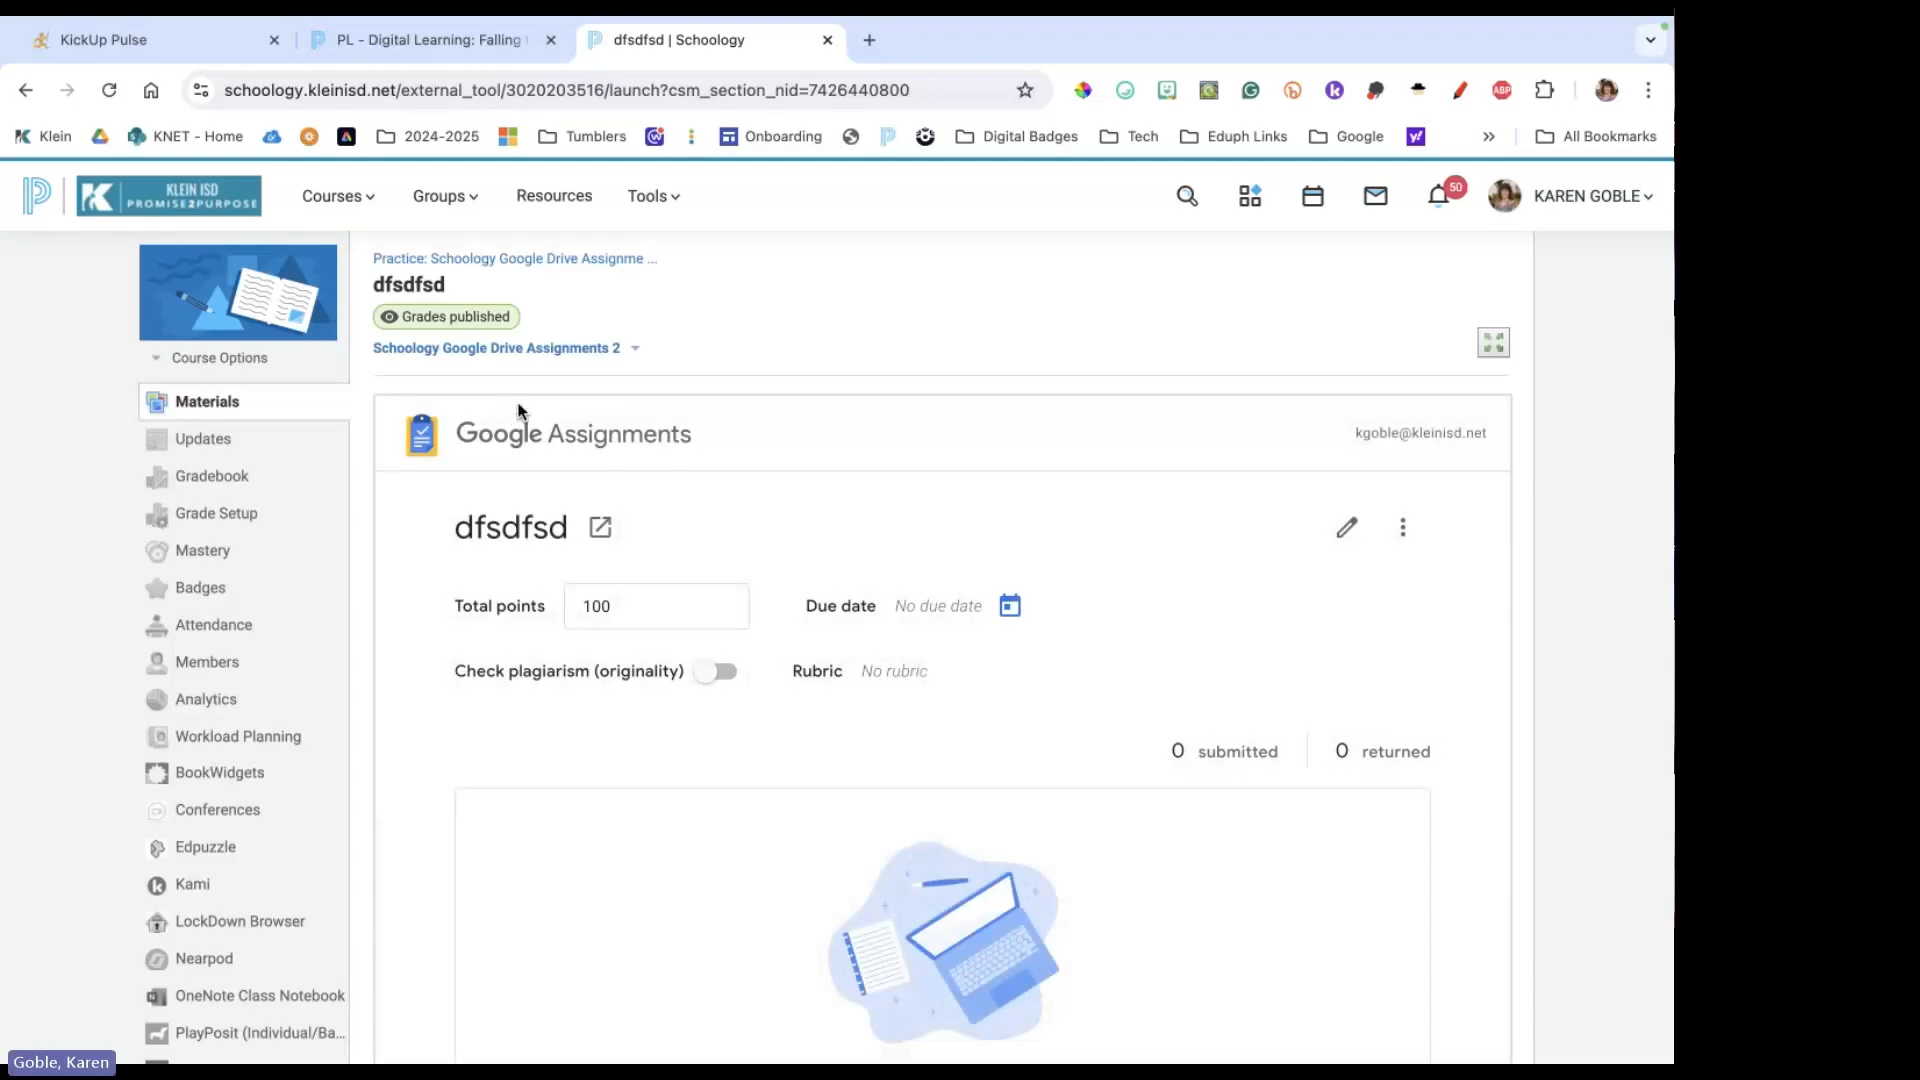 KickUp Pulse
PL - Digital Learning: Falling
dfsdfsd | Schoology
schoology.kleinisd.net/external_tool/3020203516/launch?csm_section_nid=7426440800
ABP
Klein
KNET - Home
2024-2025
Tumblers
Onboarding
Digital Badges
Tech
Eduph Links
Google
y!
»
All Bookmarks
KLEIN ISD
PROMISE2PURPOSE
Courses
Groups
Resources
Tools
50
KAREN GOBLE
Practice: Schoology Google Drive Assignme ...
dfsdfsd
Grades published
Schoology Google Drive Assignments 2
Course Options
Materials
Updates
Gradebook
Grade Setup
Mastery
Badges
Attendance
Members
Analytics
Workload Planning
BookWidgets
Conferences
Edpuzzle
Kami
LockDown Browser
Nearpod
OneNote Class Notebook
PlayPosit (Individual/Ba...
Google Assignments
kgoble@kleinisd.net
dfsdfsd
Total points 100
Due date No due date
Check plagiarism (originality)
Rubric No rubric
0 submitted
0 returned
Goble, Karen